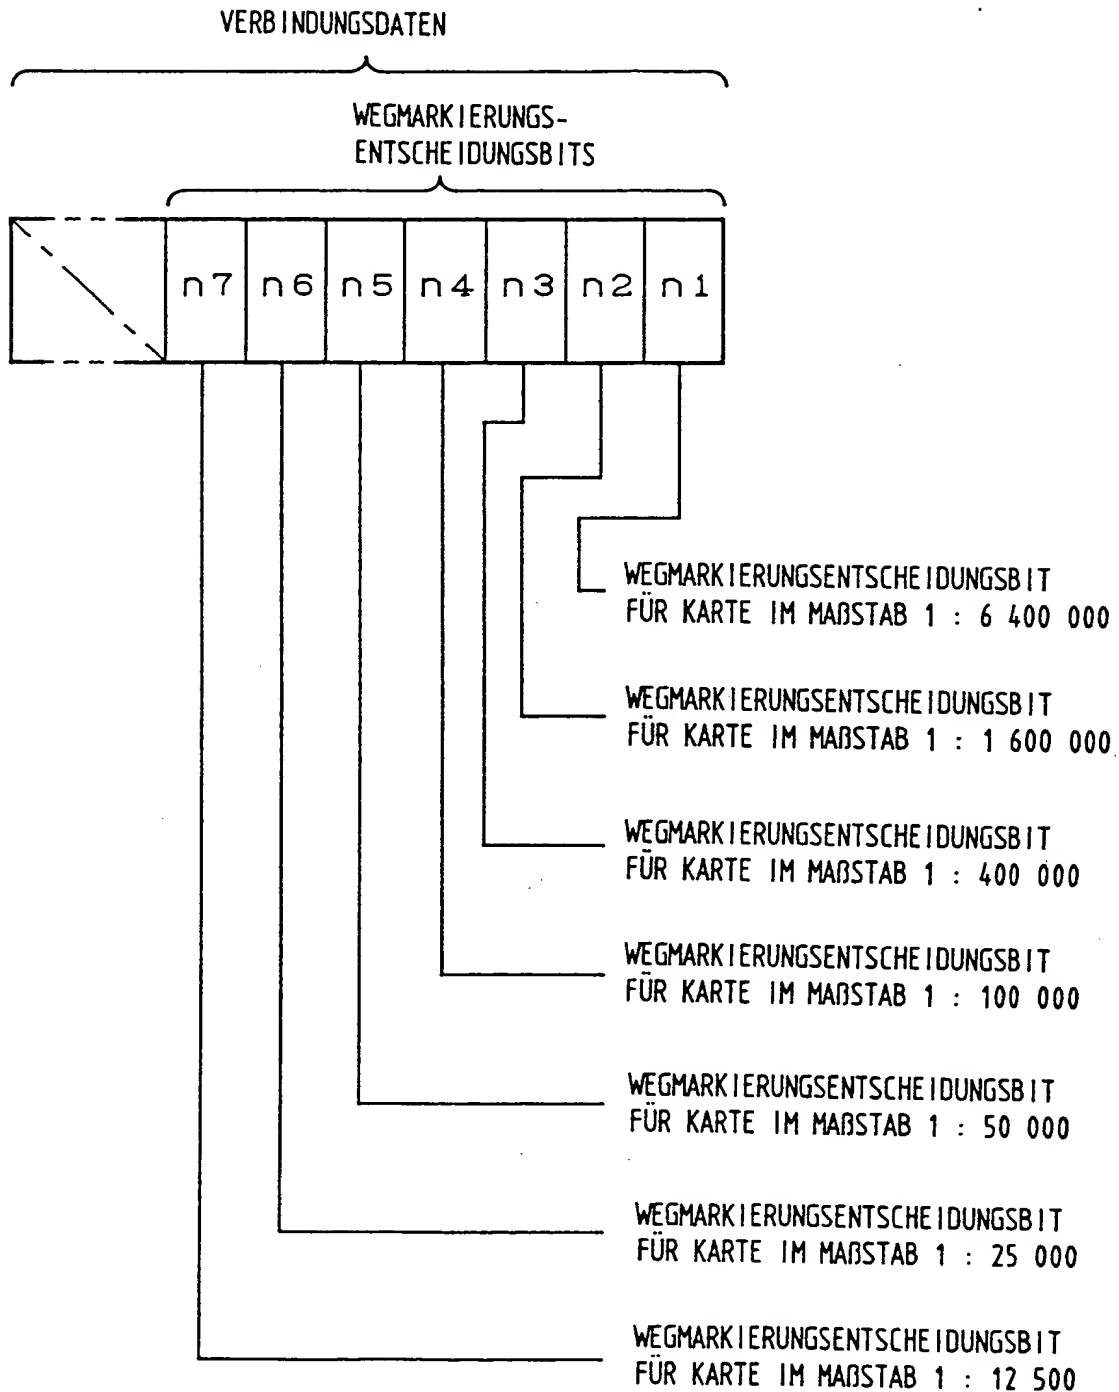 VERBINDUNGSDATEN
WEGMARKIERUNGS-
ENTSCHEIDUNGSBITS
n7 n6 n5 n4 n3 n2 n1
WEGMARKIERUNGSENTSCHEIDUNGSBIT
FÜR KARTE IM MAßSTAB 1 : 6 400 000
WEGMARKIERUNGSENTSCHEIDUNGSBIT
FÜR KARTE IM MAßSTAB 1 : 1 600 000
WEGMARKIERUNGSENTSCHEIDUNGSBIT
FÜR KARTE IM MAßSTAB 1 : 400 000
WEGMARKIERUNGSENTSCHEIDUNGSBIT
FÜR KARTE IM MAßSTAB 1 : 100 000
WEGMARKIERUNGSENTSCHEIDUNGSBIT
FÜR KARTE IM MAßSTAB 1 : 50 000
WEGMARKIERUNGSENTSCHEIDUNGSBIT
FÜR KARTE IM MAßSTAB 1 : 25 000
WEGMARKIERUNGSENTSCHEIDUNGSBIT
FÜR KARTE IM MAßSTAB 1 : 12 500